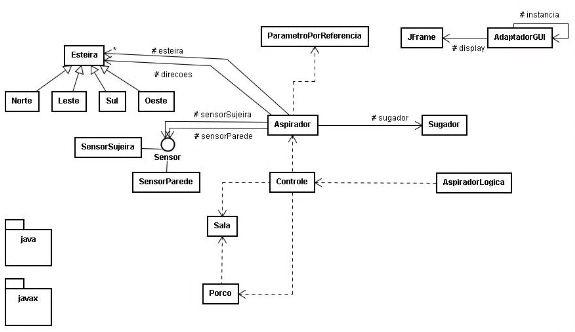 # instancia
ParametroPorReferencia
JFrame
AdaptadorGUI
# display
Esteira
*
# esteira
# direcoes
Norte
Leste
Sul
Oeste
# sensorSujeira
Aspirador
# sugador
Sugador
# sensorParede
SensorSujeira
Sensor
SensorParede
Controle
AspiradorLogica
Sala
java
Porco
javax